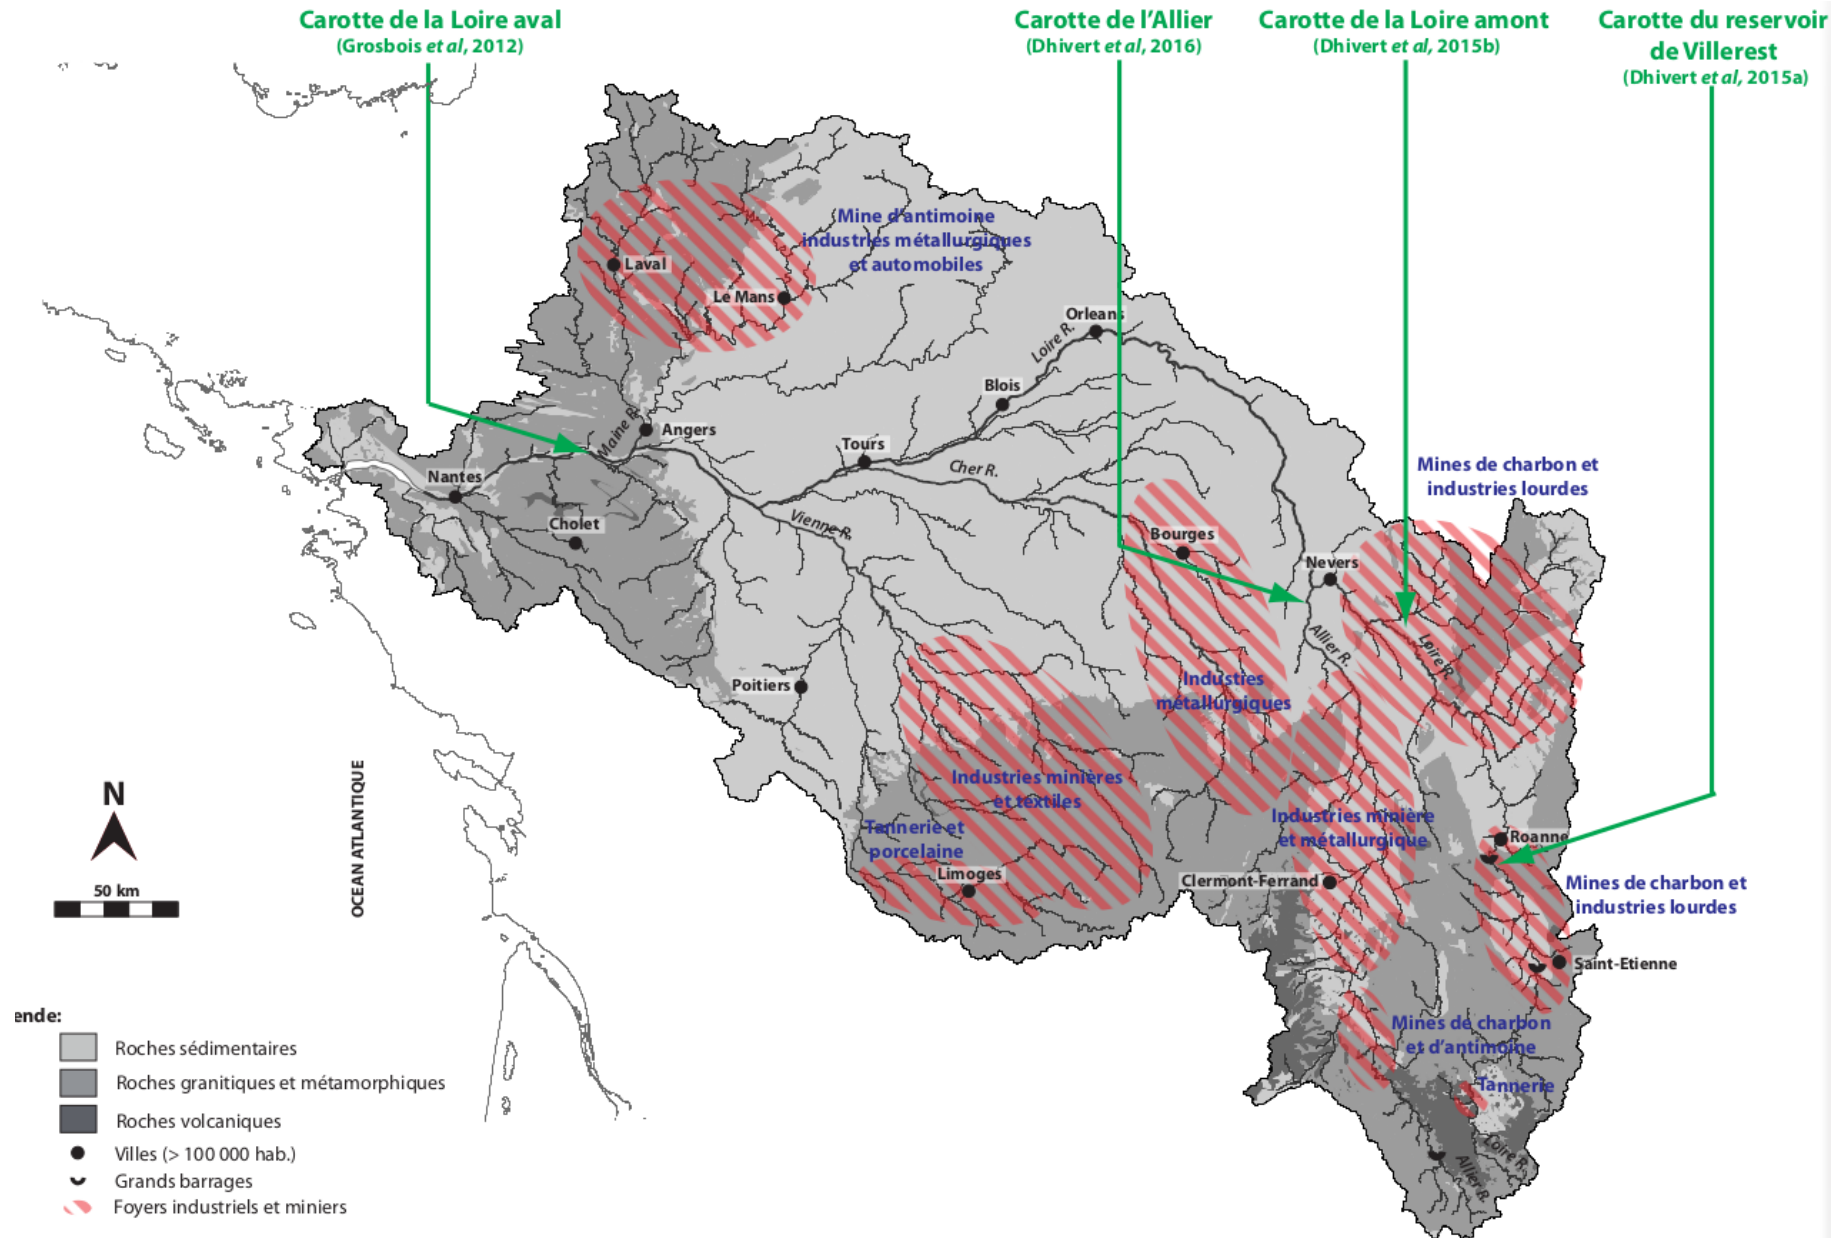 Carotte de la Loire aval
(Grosbois et al, 2012)
Carotte de l'Allier
(Dhivert et al, 2016)
Carotte de la Loire amont
(Dhivert et al, 2015b)
Carotte du reservoir
de Villerest
(Dhivert et al, 2015a)
Mine d'antimoine
industries métallurgiques
et automobiles
Laval
Le Mans
Orleans
Loire R.
Blois
Maine R.
Angers
Tours
Cher R.
Nantes
Mines de charbon et
industries lourdes
Cholet
Vienne R.
Bourges
Nevers
Allier R.
Loire R.
Poitiers
Industries
métallurgiques
Industries minières
et textiles
Tannerie et
porcelaine
Limoges
Industries minière
et métallurgique
Clermont-Ferrand
Roanne
Mines de charbon et
industries lourdes
Saint-Etienne
Mines de charbon
et d'antimoine
Tannerie
Loire R.
Allier R.
N
50 km
OCEAN ATLANTIQUE
ende:
Roches sédimentaires
Roches granitiques et métamorphiques
Roches volcaniques
Villes (> 100 000 hab.)
Grands barrages
Foyers industriels et miniers